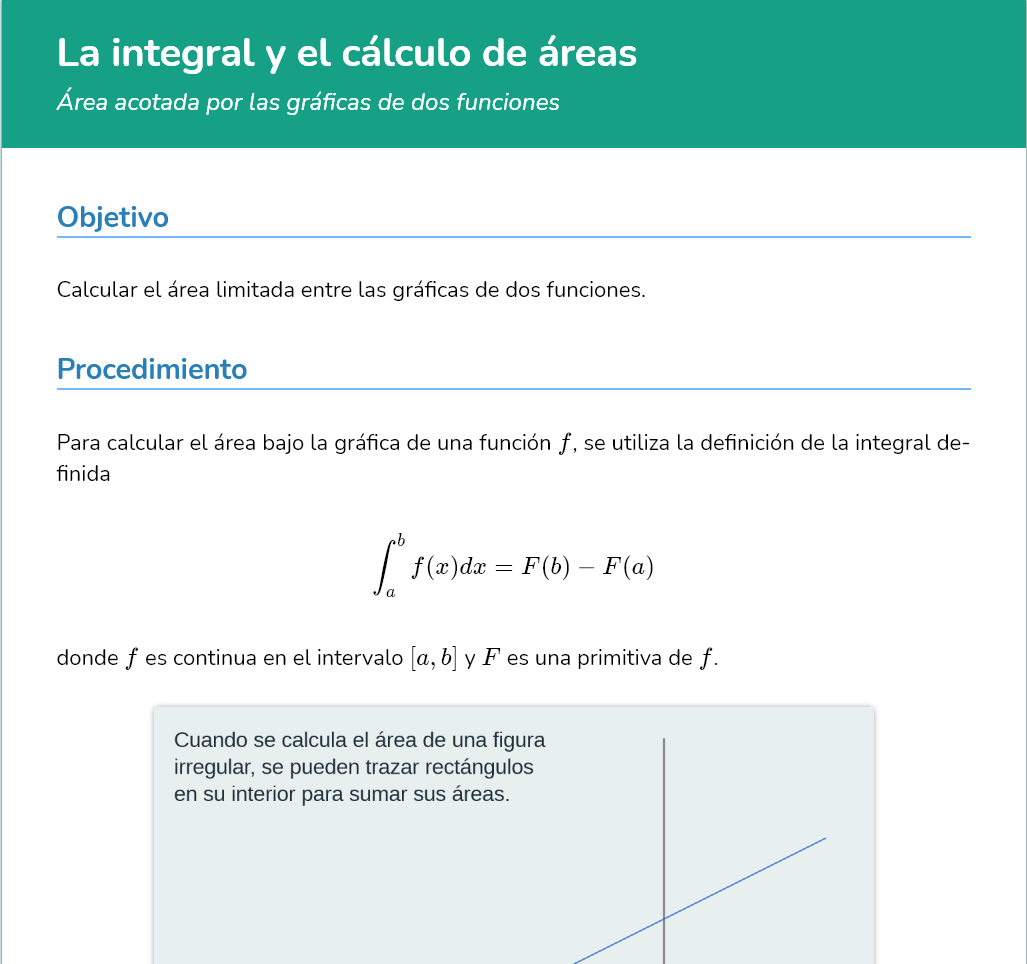 La integral y el cálculo de áreas
Área acotada por las gráficas de dos funciones
Objetivo
Calcular el área limitada entre las gráficas de dos funciones.
Procedimiento
Para calcular el área bajo la gráfica de una función f, se utiliza la definición de la integral de-
finida
∫_a^b f(x)dx = F(b) − F(a)
donde f es continua en el intervalo [a, b] y F es una primitiva de f.
Cuando se calcula el área de una figura
irregular, se pueden trazar rectángulos
en su interior para sumar sus áreas.